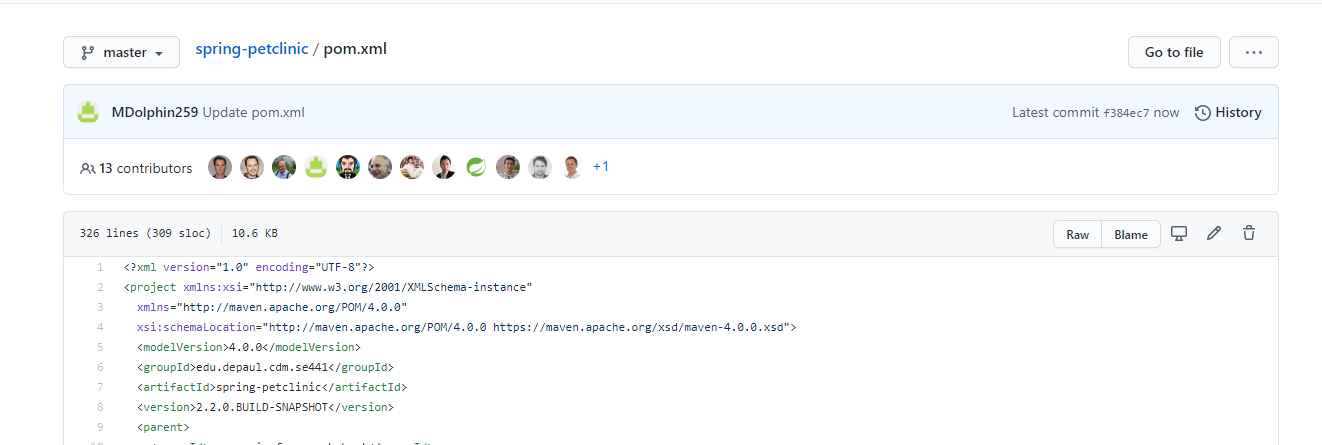 master
spring-petclinic / pom.xml
Go to file
...
MDolphin259 Update pom.xml
Latest commit f384ec7 now
History
13 contributors
+1
326 lines (309 sloc)
10.6 KB
Raw
Blame
1 <?xml version="1.0" encoding="UTF-8"?>
2 <project xmlns:xsi="http://www.w3.org/2001/XMLSchema-instance"
3 xmlns="http://maven.apache.org/POM/4.0.0"
4 xsi:schemaLocation="http://maven.apache.org/POM/4.0.0 https://maven.apache.org/xsd/maven-4.0.0.xsd">
5 <modelVersion>4.0.0</modelVersion>
6 <groupId>edu.depaul.cdm.se441</groupId>
7 <artifactId>spring-petclinic</artifactId>
8 <version>2.2.0.BUILD-SNAPSHOT</version>
9 <parent>